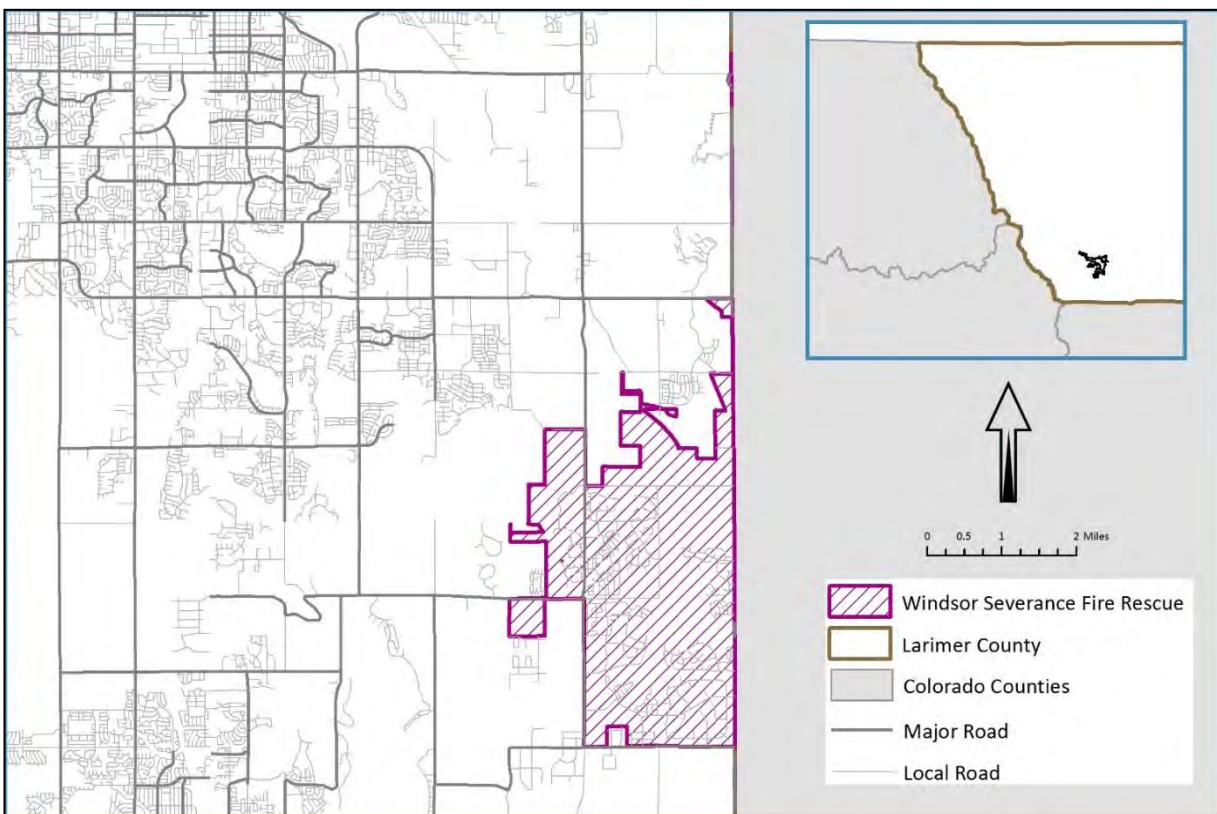 0 0.5 1 2 Miles
Windsor Severance Fire Rescue
Larimer County
Colorado Counties
Major Road
Local Road